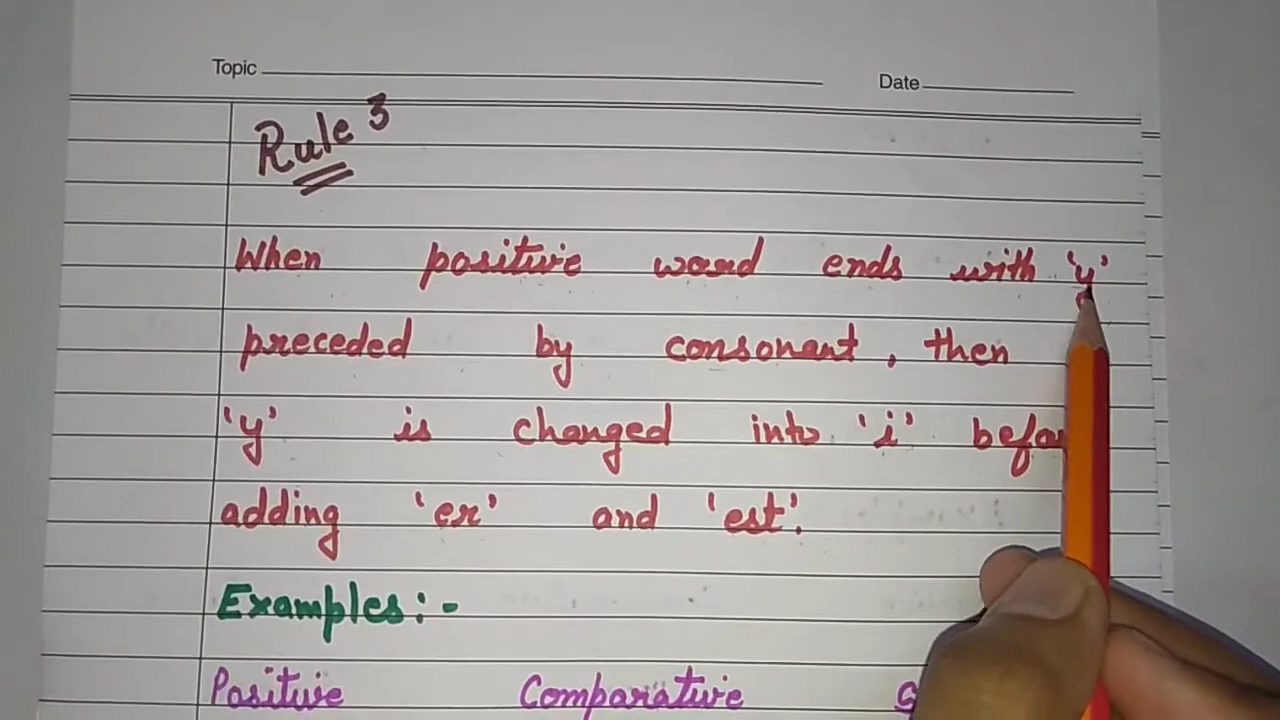 Topic
Date
Rule 3
When positive word ends with 'y'
preceded by consonant, then
'y' is changed into 'i'
adding 'er' and 'est'.
Examples:-
Positive Comparative